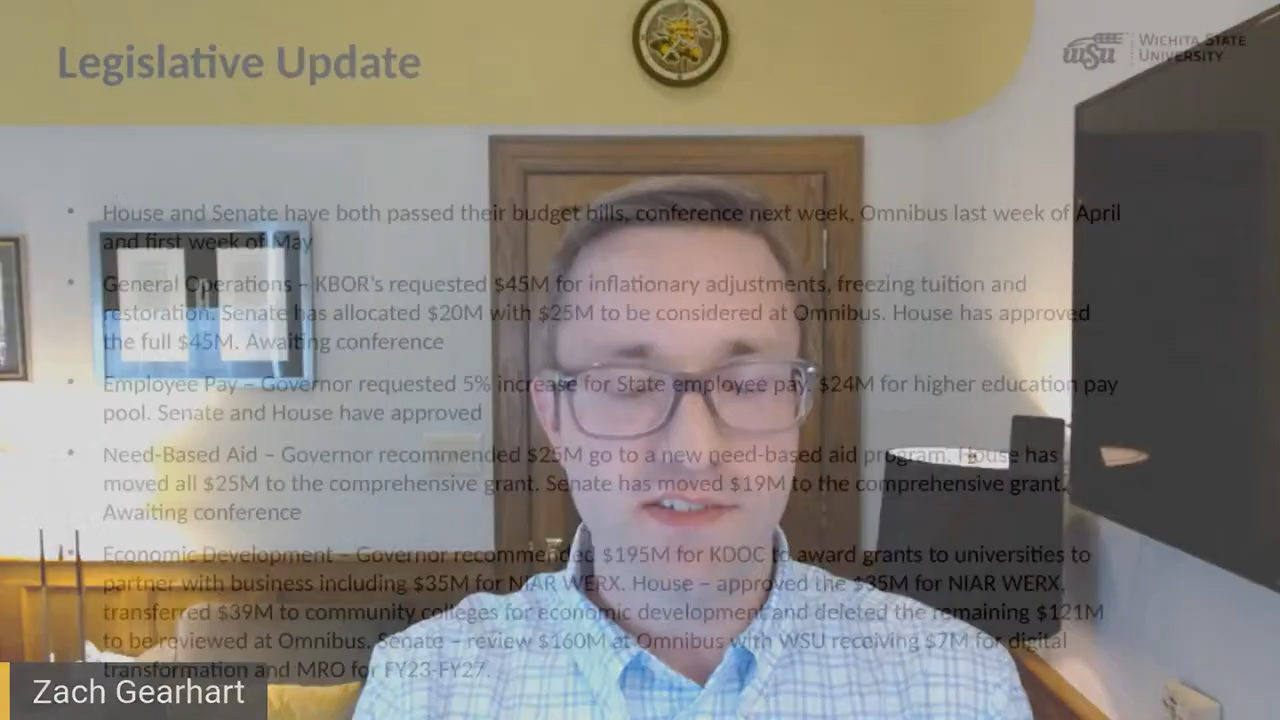 Legislative Update
wsu
WICHITA STATE
UNIVERSITY
• House and Senate have both passed their budget bills, conference next week, Omnibus last week of April
and first week of May
• General Operations – KBOR's requested $45M for inflationary adjustments, freezing tuition and
restoration. Senate has allocated $20M with $25M to be considered at Omnibus. House has approved
the full $45M. Awaiting conference
• Employee Pay – Governor requested 5% increase for State employee pay. $24M for higher education pay
pool. Senate and House have approved
• Need-Based Aid – Governor recommended $25M go to a new need-based aid program. House has
moved all $25M to the comprehensive grant. Senate has moved $19M to the comprehensive grant.
Awaiting conference
• Economic Development – Governor recommended $195M for KDOC to award grants to universities to
partner with business including $35M for NIAR WERX. House – approved the $35M for NIAR WERX,
transferred $39M to community colleges for economic development and deleted the remaining $121M
to be reviewed at Omnibus. Senate – review $160M at Omnibus with WSU receiving $7M for digital
transformation and MRO for FY23-FY27.
Zach Gearhart